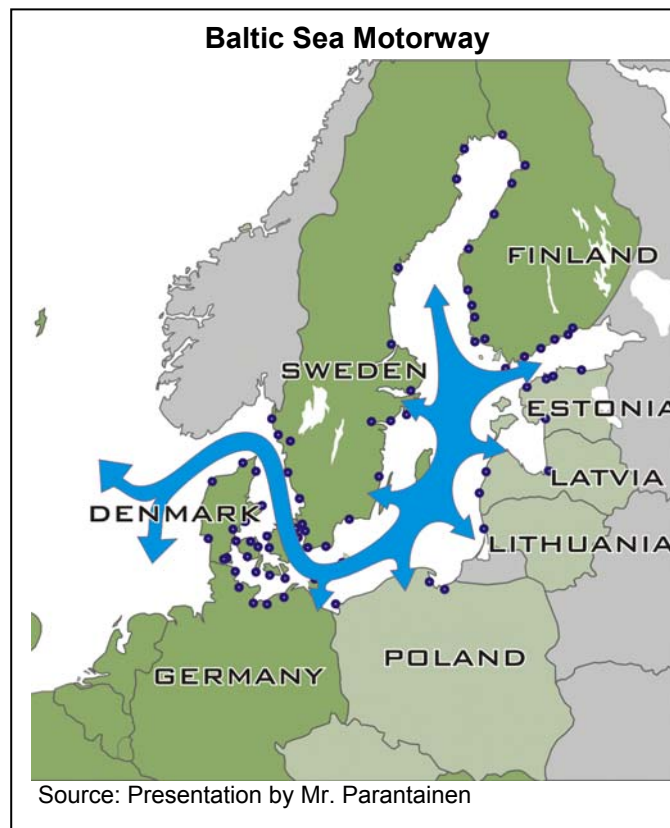 Baltic Sea Motorway
FINLAND
SWEDEN
ESTONIA
LATVIA
DENMARK
LITHUANIA
POLAND
GERMANY
Source: Presentation by Mr. Parantainen